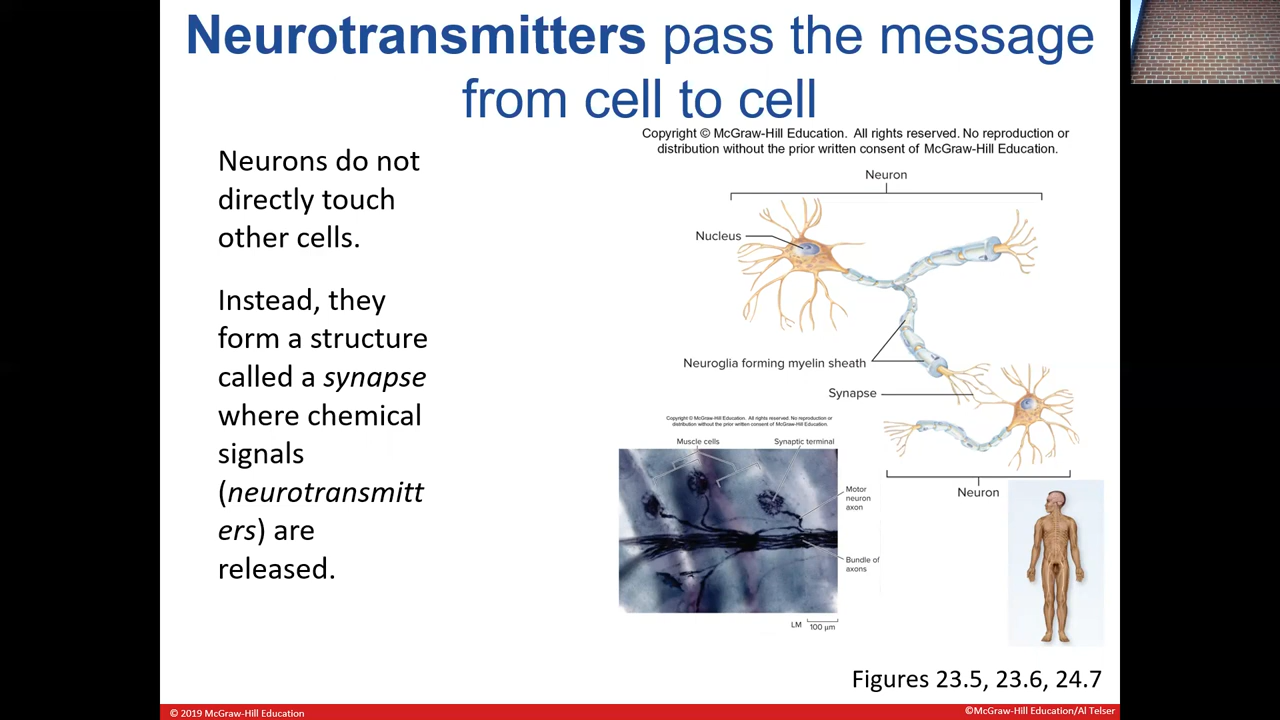 Neurotransmitters pass the message
from cell to cell
Neurons do not
directly touch
other cells.
Instead, they
form a structure
called a synapse
where chemical
signals
(neurotransmitt
ers) are
released.
Copyright © McGraw-Hill Education. All rights reserved. No reproduction or
distribution without the prior written consent of McGraw-Hill Education.
Neuron
Nucleus
Neuroglia forming myelin sheath
Synapse
Neuron
Copyright © McGraw-Hill Education. All rights reserved. No reproduction or
distribution without the prior written consent of McGraw-Hill Education.
Muscle cells
Synaptic terminal
Motor
neuron
axon
Bundle of
axons
LM
100 µm
Figures 23.5, 23.6, 24.7
© 2019 McGraw-Hill Education
©McGraw-Hill Education/Al Telser